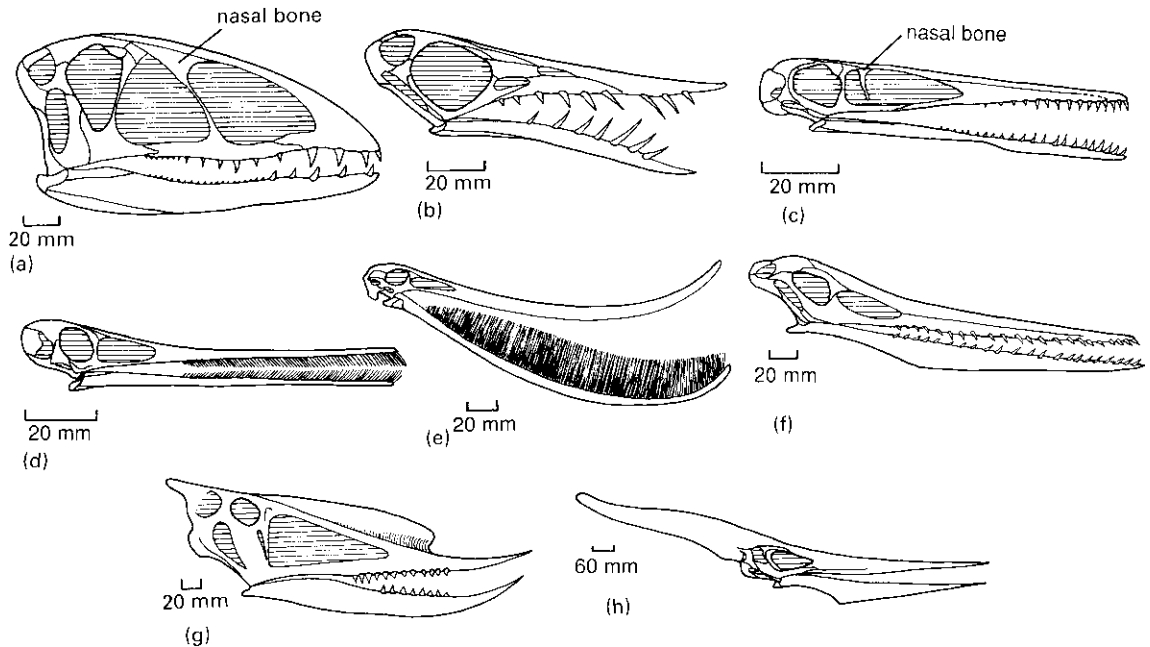 nasal bone
20 mm
(a)
20 mm
(b)
nasal bone
20 mm
(c)
20 mm
(d)
20 mm
(e)
20 mm
(f)
20 mm
(g)
60 mm
(h)